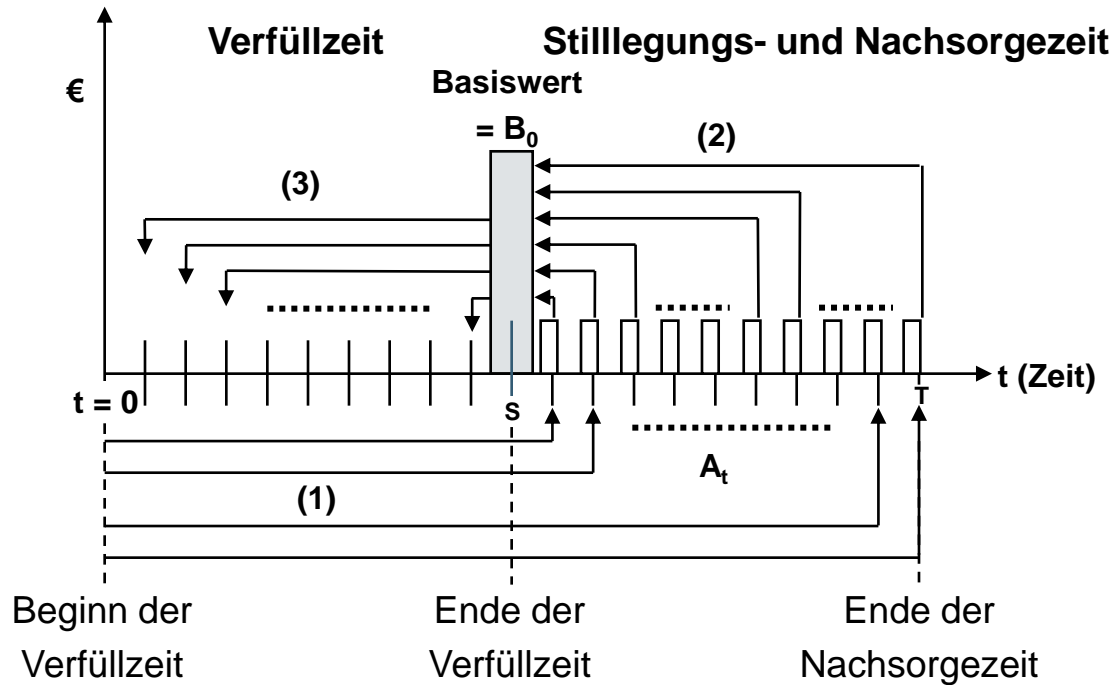 Verfüllzeit
Stilllegungs- und Nachsorgezeit
€
Basiswert
= B₀
(2)
(3)
t (Zeit)
t = 0
S
T
Aₜ
(1)
Beginn der
Verfüllzeit
Ende der
Verfüllzeit
Ende der
Nachsorgezeit